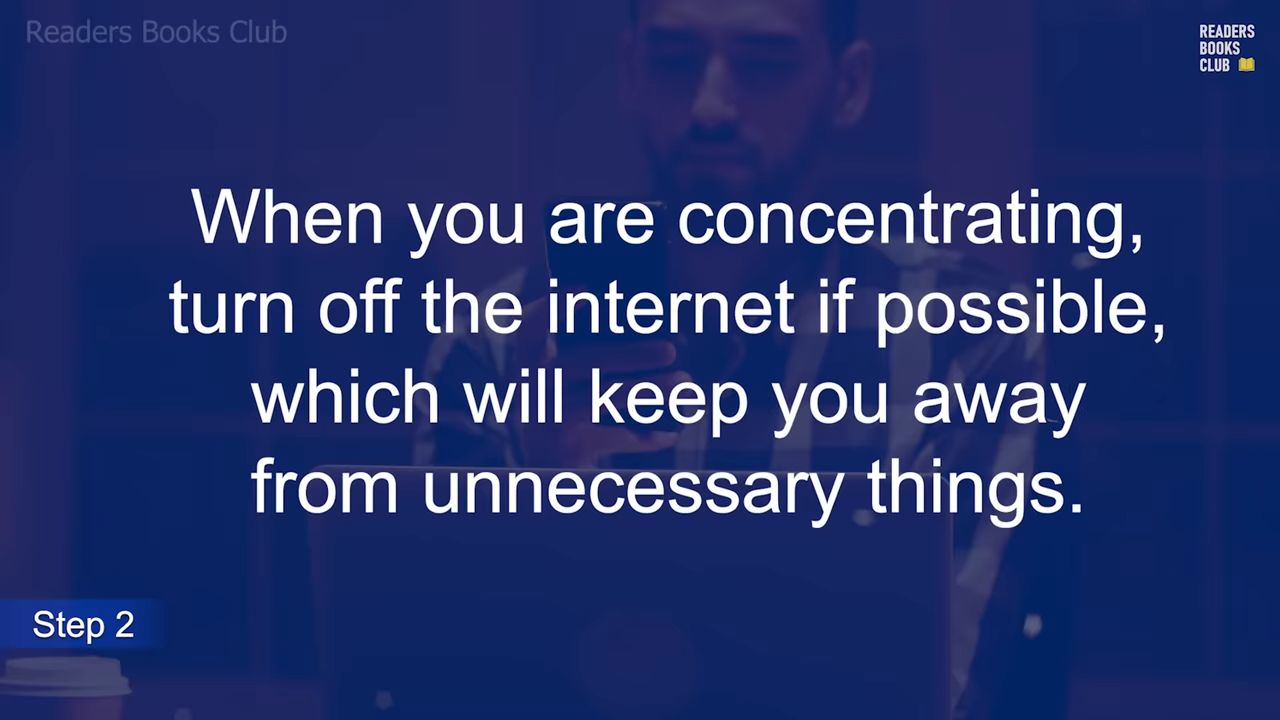 Readers Books Club
READERS
BOOKS
CLUB
When you are concentrating,
turn off the internet if possible,
which will keep you away
from unnecessary things.
Step 2